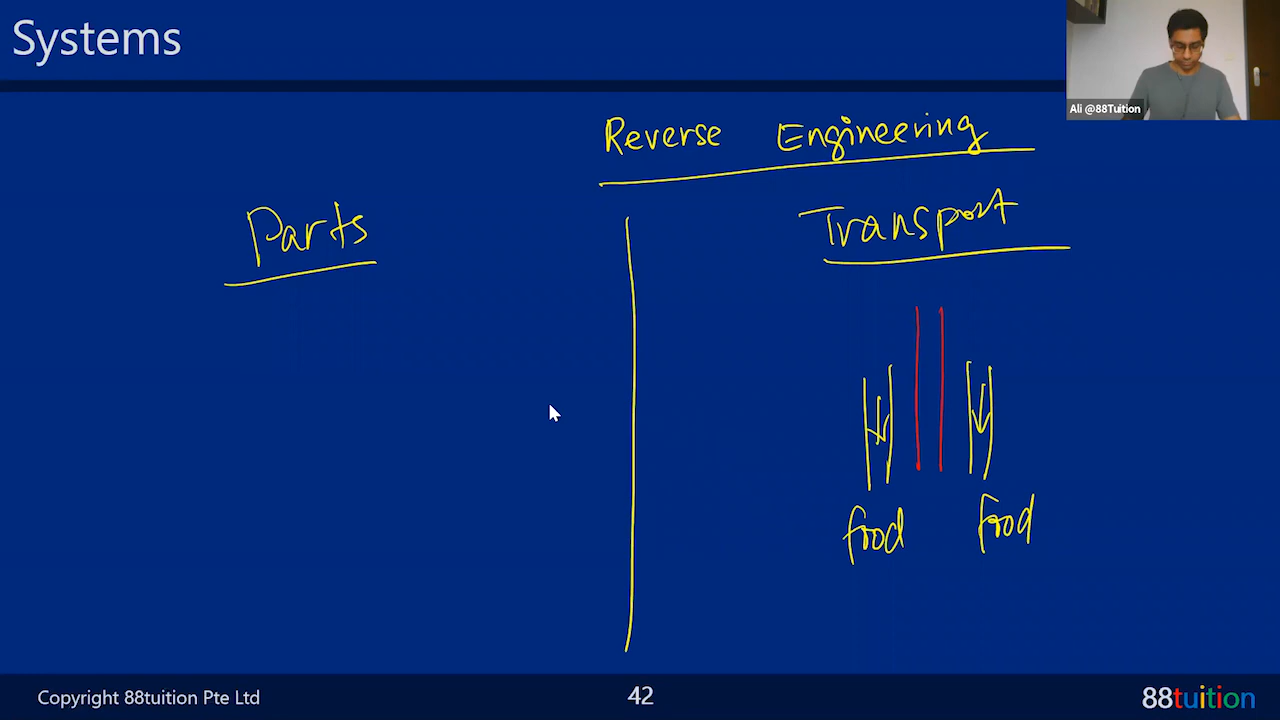 Systems
Ali @88Tuition
Reverse Engineering
Parts
Transport
food
food
Copyright 88tuition Pte Ltd
42
88tuition